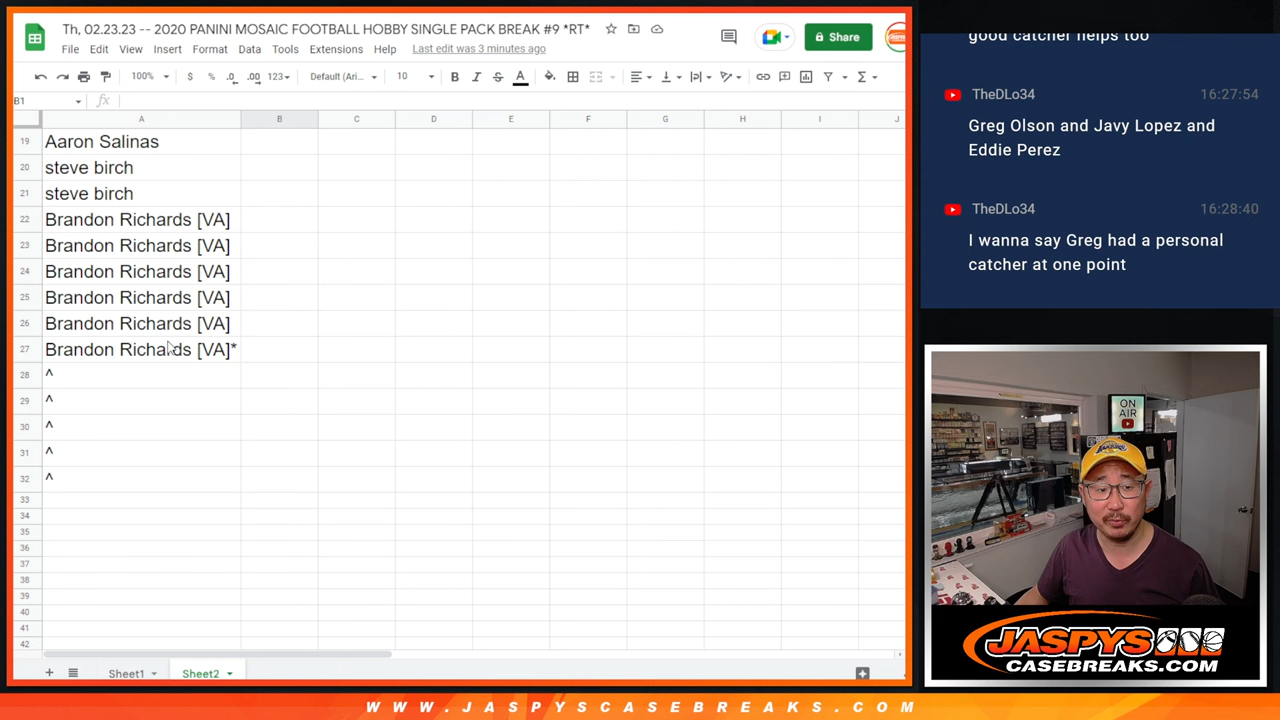 Th, 02.23.23 -- 2020 PANINI MOSAIC FOOTBALL HOBBY SINGLE PACK BREAK #9 *RT*
File Edit View Insert Format Data Tools Extensions Help Last edit was 3 minutes ago
Share
100% $ % .0 .00 123 Default (Ari... 10 B I S A
B1 fx
A B C D E F G H I J
19 Aaron Salinas
20 steve birch
21 steve birch
22 Brandon Richards [VA]
23 Brandon Richards [VA]
24 Brandon Richards [VA]
25 Brandon Richards [VA]
26 Brandon Richards [VA]
27 Brandon Richards [VA]*
28 ^
29 ^
30 ^
31 ^
32 ^
33
34
35
36
37
38
39
40
41
42
Sheet1 Sheet2
good catcher helps too
TheDLo34 16:27:54
Greg Olson and Javy Lopez and
Eddie Perez
TheDLo34 16:28:40
I wanna say Greg had a personal
catcher at one point
ON
AIR
JASPYS
CASEBREAKS.COM
WWW.JASPYSCASEBREAKS.COM